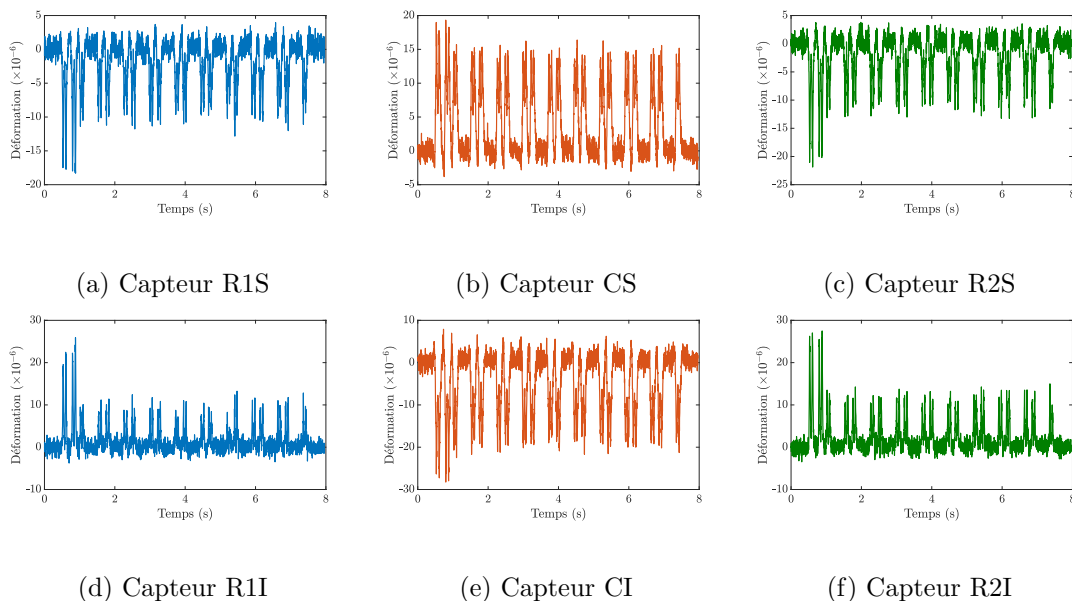 5
0
-5
-10
-15
-20
Déformation (×10⁻⁶)
0 2 4 6 8
Temps (s)
20
15
10
5
0
-5
Déformation (×10⁻⁶)
0 2 4 6 8
Temps (s)
5
0
-5
-10
-15
-20
-25
Déformation (×10⁻⁶)
0 2 4 6 8
Temps (s)
(a) Capteur R1S
(b) Capteur CS
(c) Capteur R2S
30
20
10
0
-10
Déformation (×10⁻⁶)
0 2 4 6 8
Temps (s)
10
0
-10
-20
-30
Déformation (×10⁻⁶)
0 2 4 6 8
Temps (s)
30
20
10
0
-10
Déformation (×10⁻⁶)
0 2 4 6 8
Temps (s)
(d) Capteur R1I
(e) Capteur CI
(f) Capteur R2I